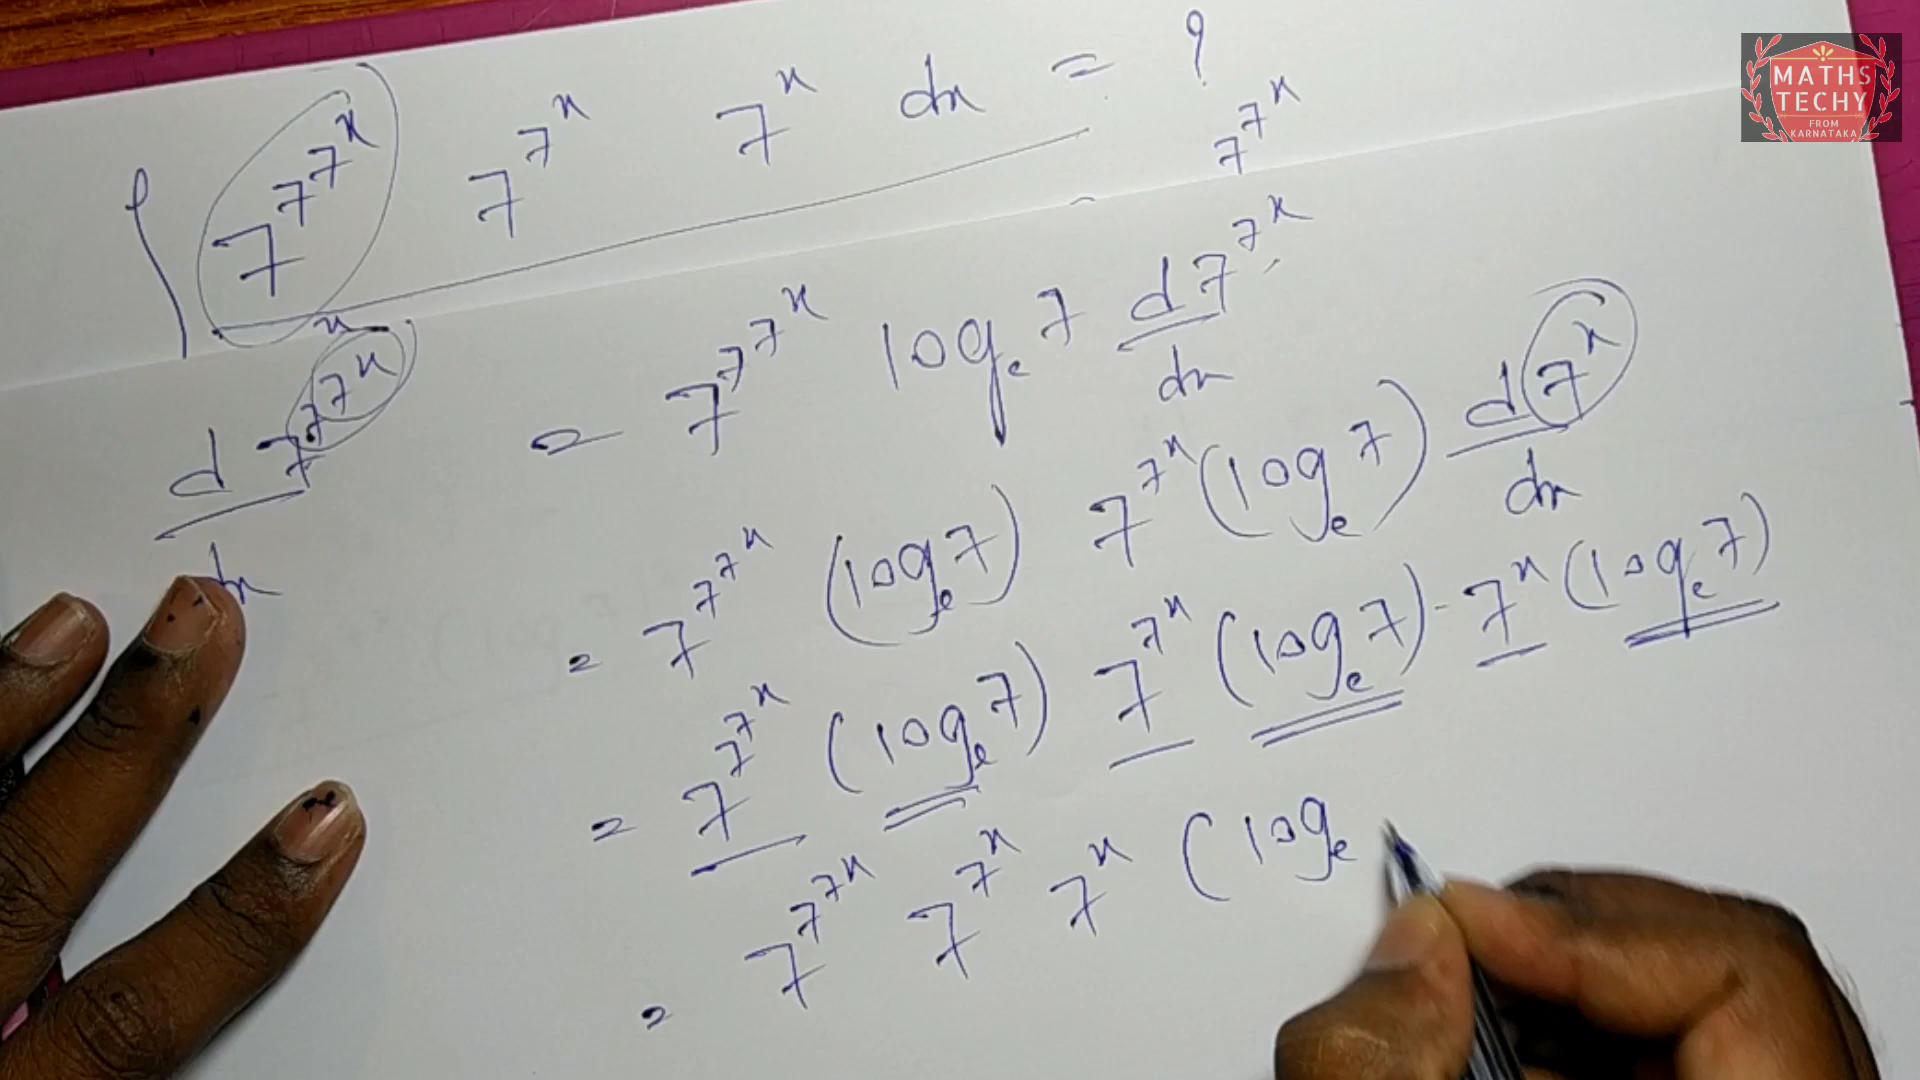 MATHS
TECHY
FROM
KARNATAKA
∫ 7^{7^{7^x}} 7^{7^x} 7^x dx = ?
7^{7^x}
d 7^{7^{7^x}} / dx = 7^{7^{7^x}} log_e 7 d 7^{7^x} / dx
= 7^{7^{7^x}} (log_e 7) 7^{7^x} (log_e 7) d 7^x / dx
= 7^{7^{7^x}} (log_e 7) 7^{7^x} (log_e 7) · 7^x (log_e 7)
= 7^{7^{7^x}} 7^{7^x} 7^x (log_e